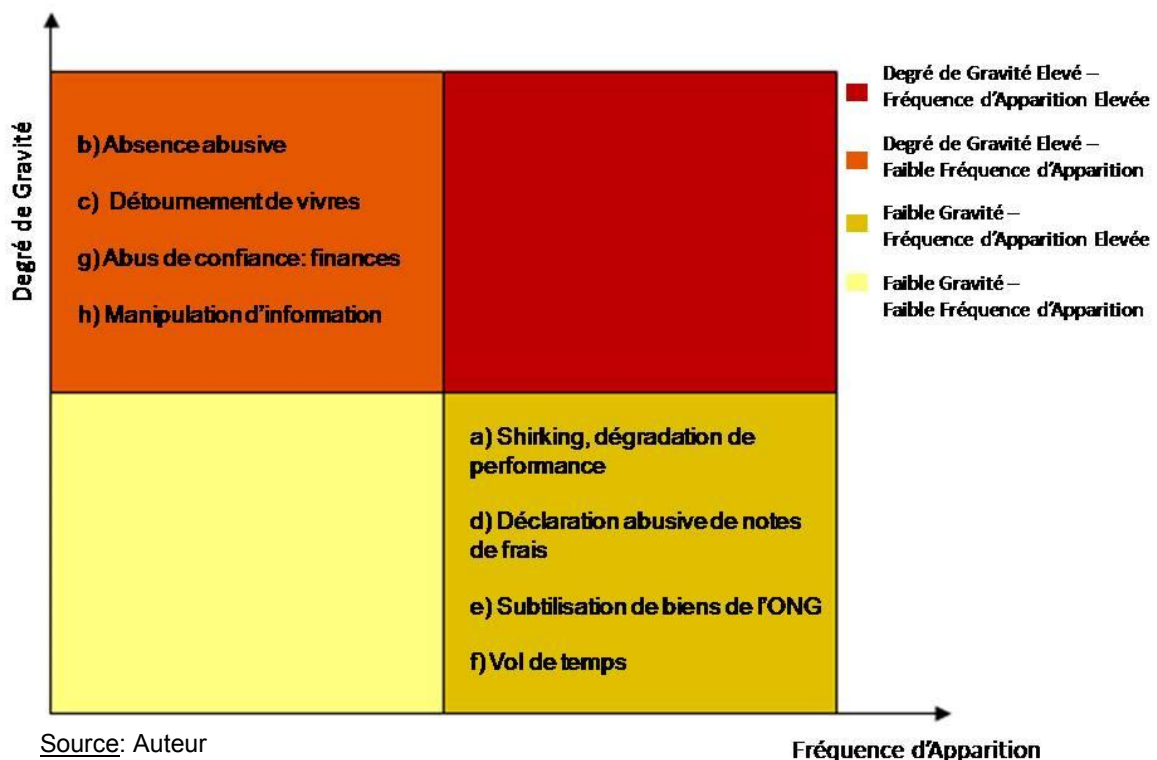 Degré de Gravité
b) Absence abusive
c) Détournement de vivres
g) Abus de confiance: finances
h) Manipulation d'information
a) Shirking, dégradation de
performance
d) Déclaration abusive de notes
de frais
e) Subtilisation de biens de l'ONG
f) Vol de temps
Degré de Gravité Elevé –
Fréquence d'Apparition Elevée
Degré de Gravité Elevé –
Faible Fréquence d'Apparition
Faible Gravité –
Fréquence d'Apparition Elevée
Faible Gravité –
Faible Fréquence d'Apparition
Source: Auteur
Fréquence d'Apparition